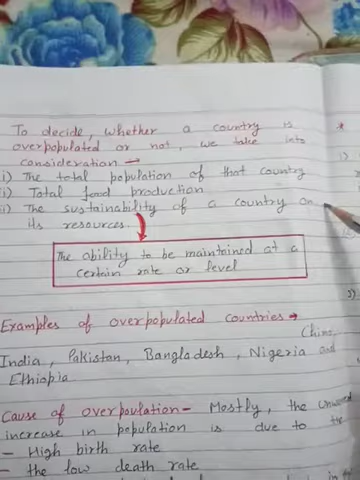 To decide, whether a country is
overpopulated or not, we take into
consideration →
i) The total population of that country
ii) Total food production
ii) The sustainability of a country on
its resources.
The ability to be maintained at a
certain rate or level
Examples of overpopulated countries → China
India, Pakistan, Bangladesh, Nigeria and
Ethiopia
Cause of overpoulation - Mostly, the
increase in population is due to the
- High birth rate
- the low death rate